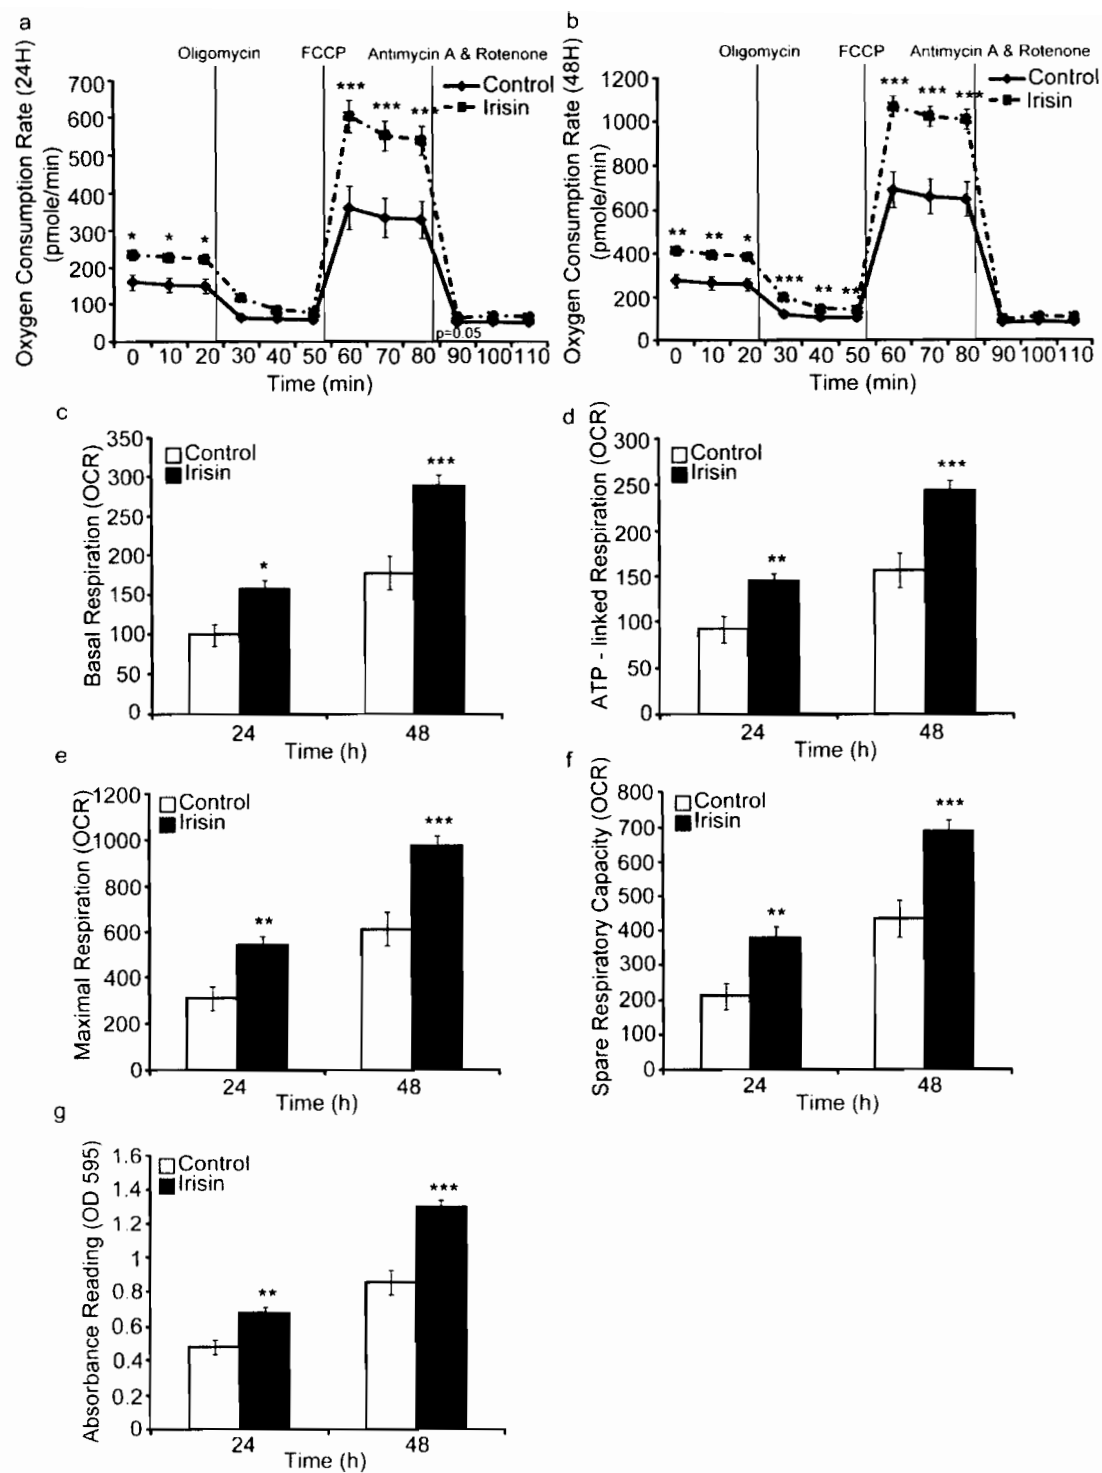 a
Oligomycin FCCP Antimycin A & Rotenone
Control
Irisin
Oxygen Consumption Rate (24H)
(pmole/min)
700
600
500
400
300
200
100
0
*** *** ***
* * *
p=0.05
0 10 20 30 40 50 60 70 80 90 100 110
Time (min)
b
Oligomycin FCCP Antimycin A & Rotenone
Control
Irisin
Oxygen Consumption Rate (48H)
(pmole/min)
1200
1000
800
600
400
200
0
*** *** ***
** ** *
*** ** **
0 10 20 30 40 50 60 70 80 90 100 110
Time (min)
c
Control
Irisin
Basal Respiration (OCR)
350
300
250
200
150
100
50
0
* ***
24 48
Time (h)
d
Control
Irisin
ATP - linked Respiration (OCR)
300
250
200
150
100
50
0
** ***
24 48
Time (h)
e
Control
Irisin
Maximal Respiration (OCR)
1200
1000
800
600
400
200
0
** ***
24 48
Time (h)
f
Control
Irisin
Spare Respiratory Capacity (OCR)
800
700
600
500
400
300
200
100
0
** ***
24 48
Time (h)
g
Control
Irisin
Absorbance Reading (OD 595)
1.6
1.4
1.2
1
0.8
0.6
0.4
0.2
0
** ***
24 48
Time (h)